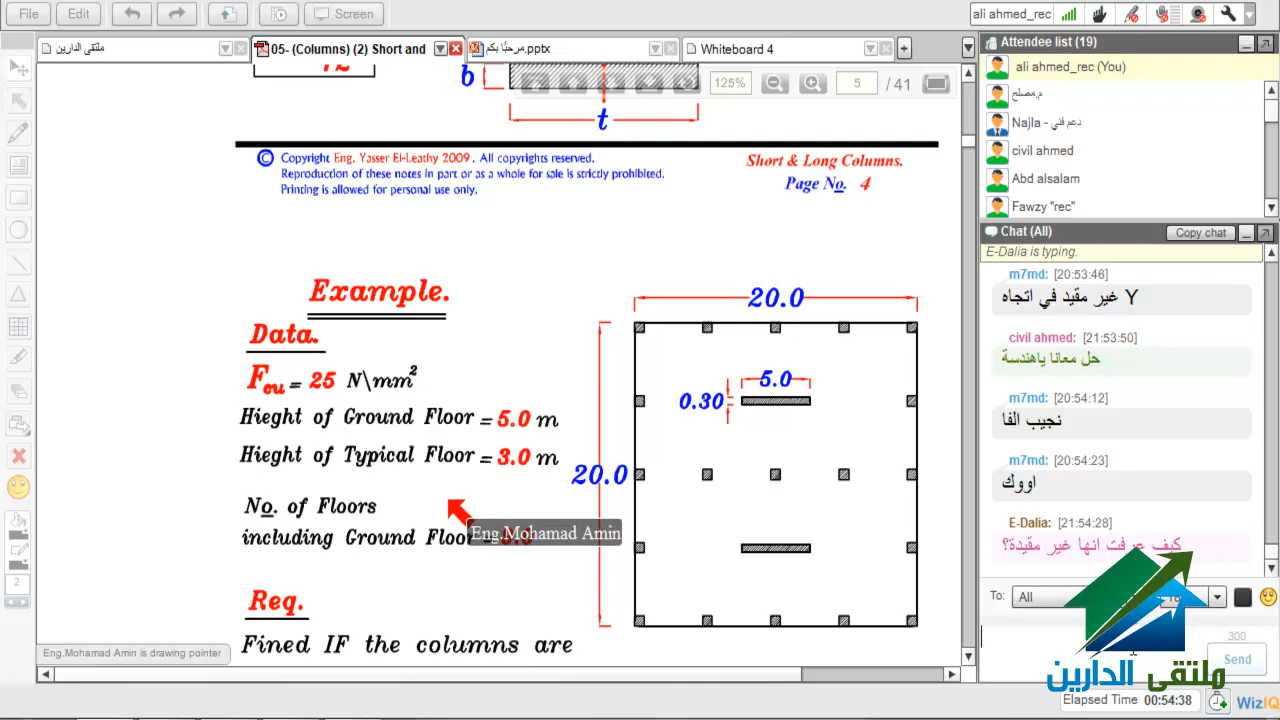 File
Edit
Screen
ali ahmed_rec
ملتقى الدارين
05- (Columns) (2) Short and
مرحبًا بكم.pptx
Whiteboard 4
Attendee list (19)
ali ahmed_rec (You)
م.مصلح
Najla - دعم فني
civil ahmed
Abd alsalam
Fawzy "rec"
b
t
125%
5
/ 41
© Copyright Eng. Yasser El-Leathy 2009. All copyrights reserved.
Reproduction of these notes in part or as a whole for sale is strictly prohibited.
Printing is allowed for personal use only.
Short & Long Columns.
Page No. 4
Example.
Data.
Fcu = 25 N\mm2
Hieght of Ground Floor = 5.0 m
Hieght of Typical Floor = 3.0 m
No. of Floors
including Ground Floor
Eng.Mohamad Amin
Req.
Fined IF the columns are
20.0
5.0
0.30
20.0
Eng.Mohamad Amin is drawing pointer
2
Chat (All)
Copy chat
E-Dalia is typing.
m7md: [20:53:46]
غير مقيد في اتجاه Y
civil ahmed: [21:53:50]
حل معانا ياهندسة
m7md: [20:54:12]
نجيب الفا
m7md: [20:54:23]
اووك
E-Dalia: [21:54:28]
كيف عرفت انها غير مقيدة؟
To:
All
300
Send
ملتقى الدارين
Elapsed Time 00:54:38
WizIQ